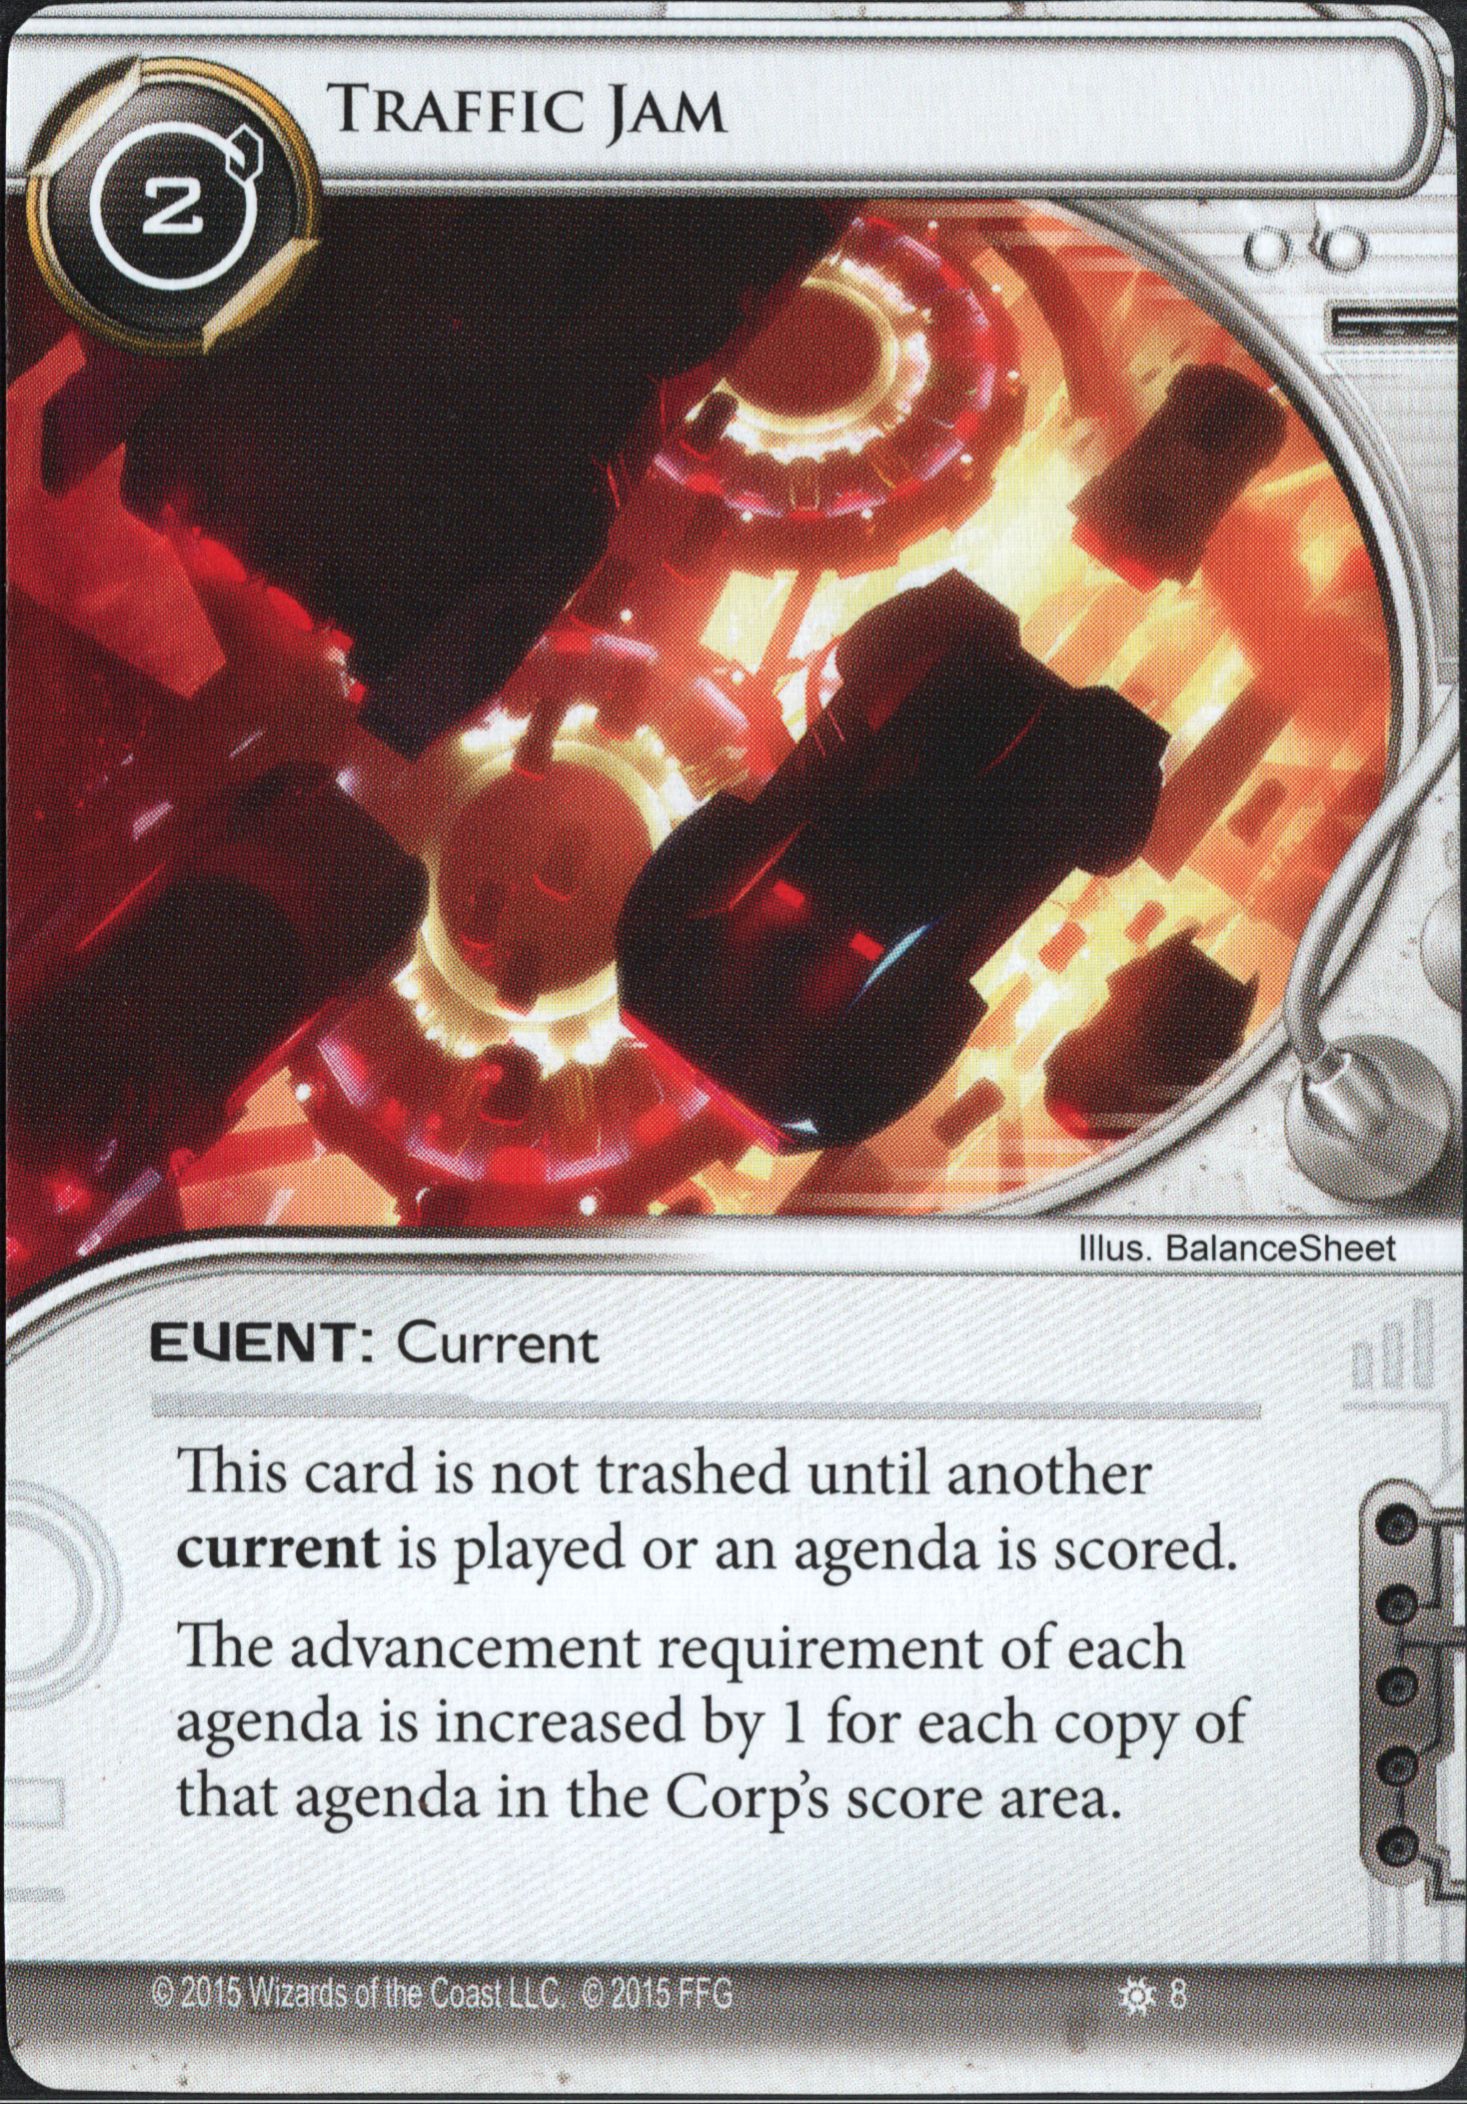 2
TRAFFIC JAM
Illus. BalanceSheet
EVENT: Current
This card is not trashed until another
current is played or an agenda is scored.
The advancement requirement of each
agenda is increased by 1 for each copy of
that agenda in the Corp's score area.
© 2015 Wizards of the Coast LLC. © 2015 FFG
8